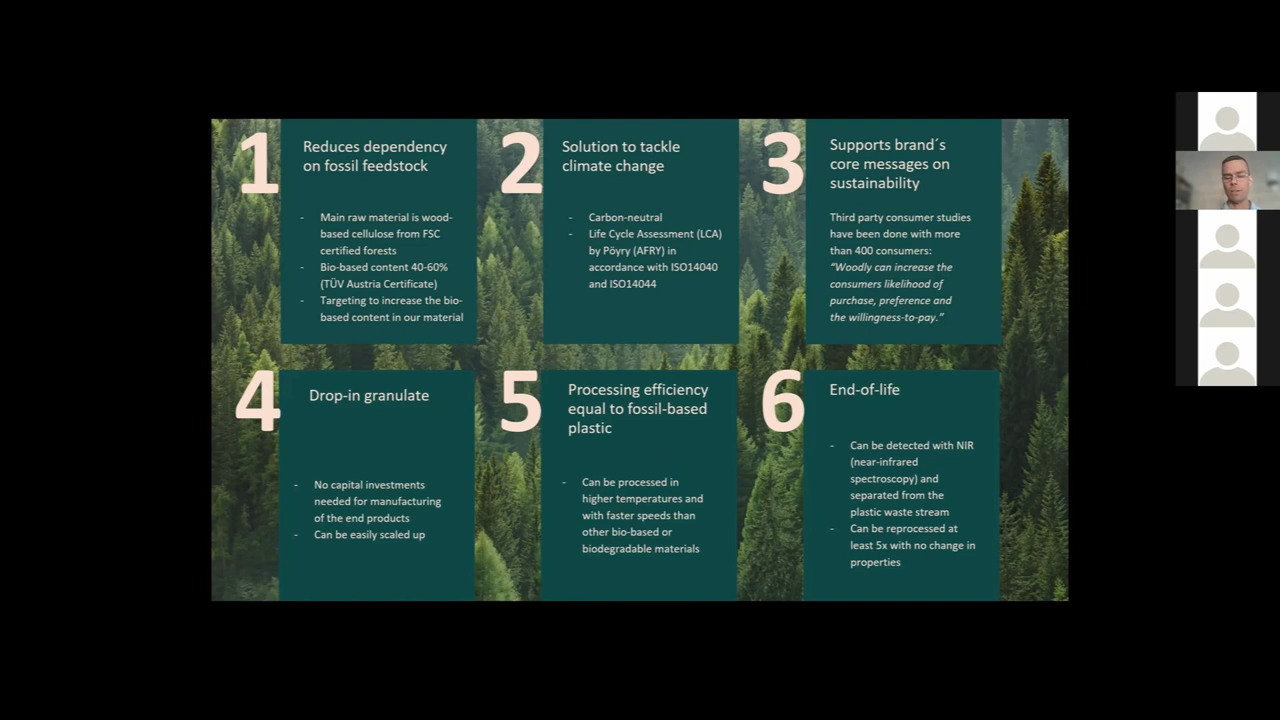 1
Reduces dependency
on fossil feedstock
- Main raw material is wood-
based cellulose from FSC
certified forests
- Bio-based content 40-60%
(TÜV Austria Certificate)
- Targeting to increase the bio-
based content in our material
2
Solution to tackle
climate change
- Carbon-neutral
- Life Cycle Assessment (LCA)
by Pöyry (AFRY) in
accordance with ISO14040
and ISO14044
3
Supports brand´s
core messages on
sustainability
Third party consumer studies
have been done with more
than 400 consumers:
“Woodly can increase the
consumers likelihood of
purchase, preference and
the willingness-to-pay.”
4
Drop-in granulate
- No capital investments
needed for manufacturing
of the end products
- Can be easily scaled up
5
Processing efficiency
equal to fossil-based
plastic
- Can be processed in
higher temperatures and
with faster speeds than
other bio-based or
biodegradable materials
6
End-of-life
- Can be detected with NIR
(near-infrared
spectroscopy) and
separated from the
plastic waste stream
- Can be reprocessed at
least 5x with no change in
properties